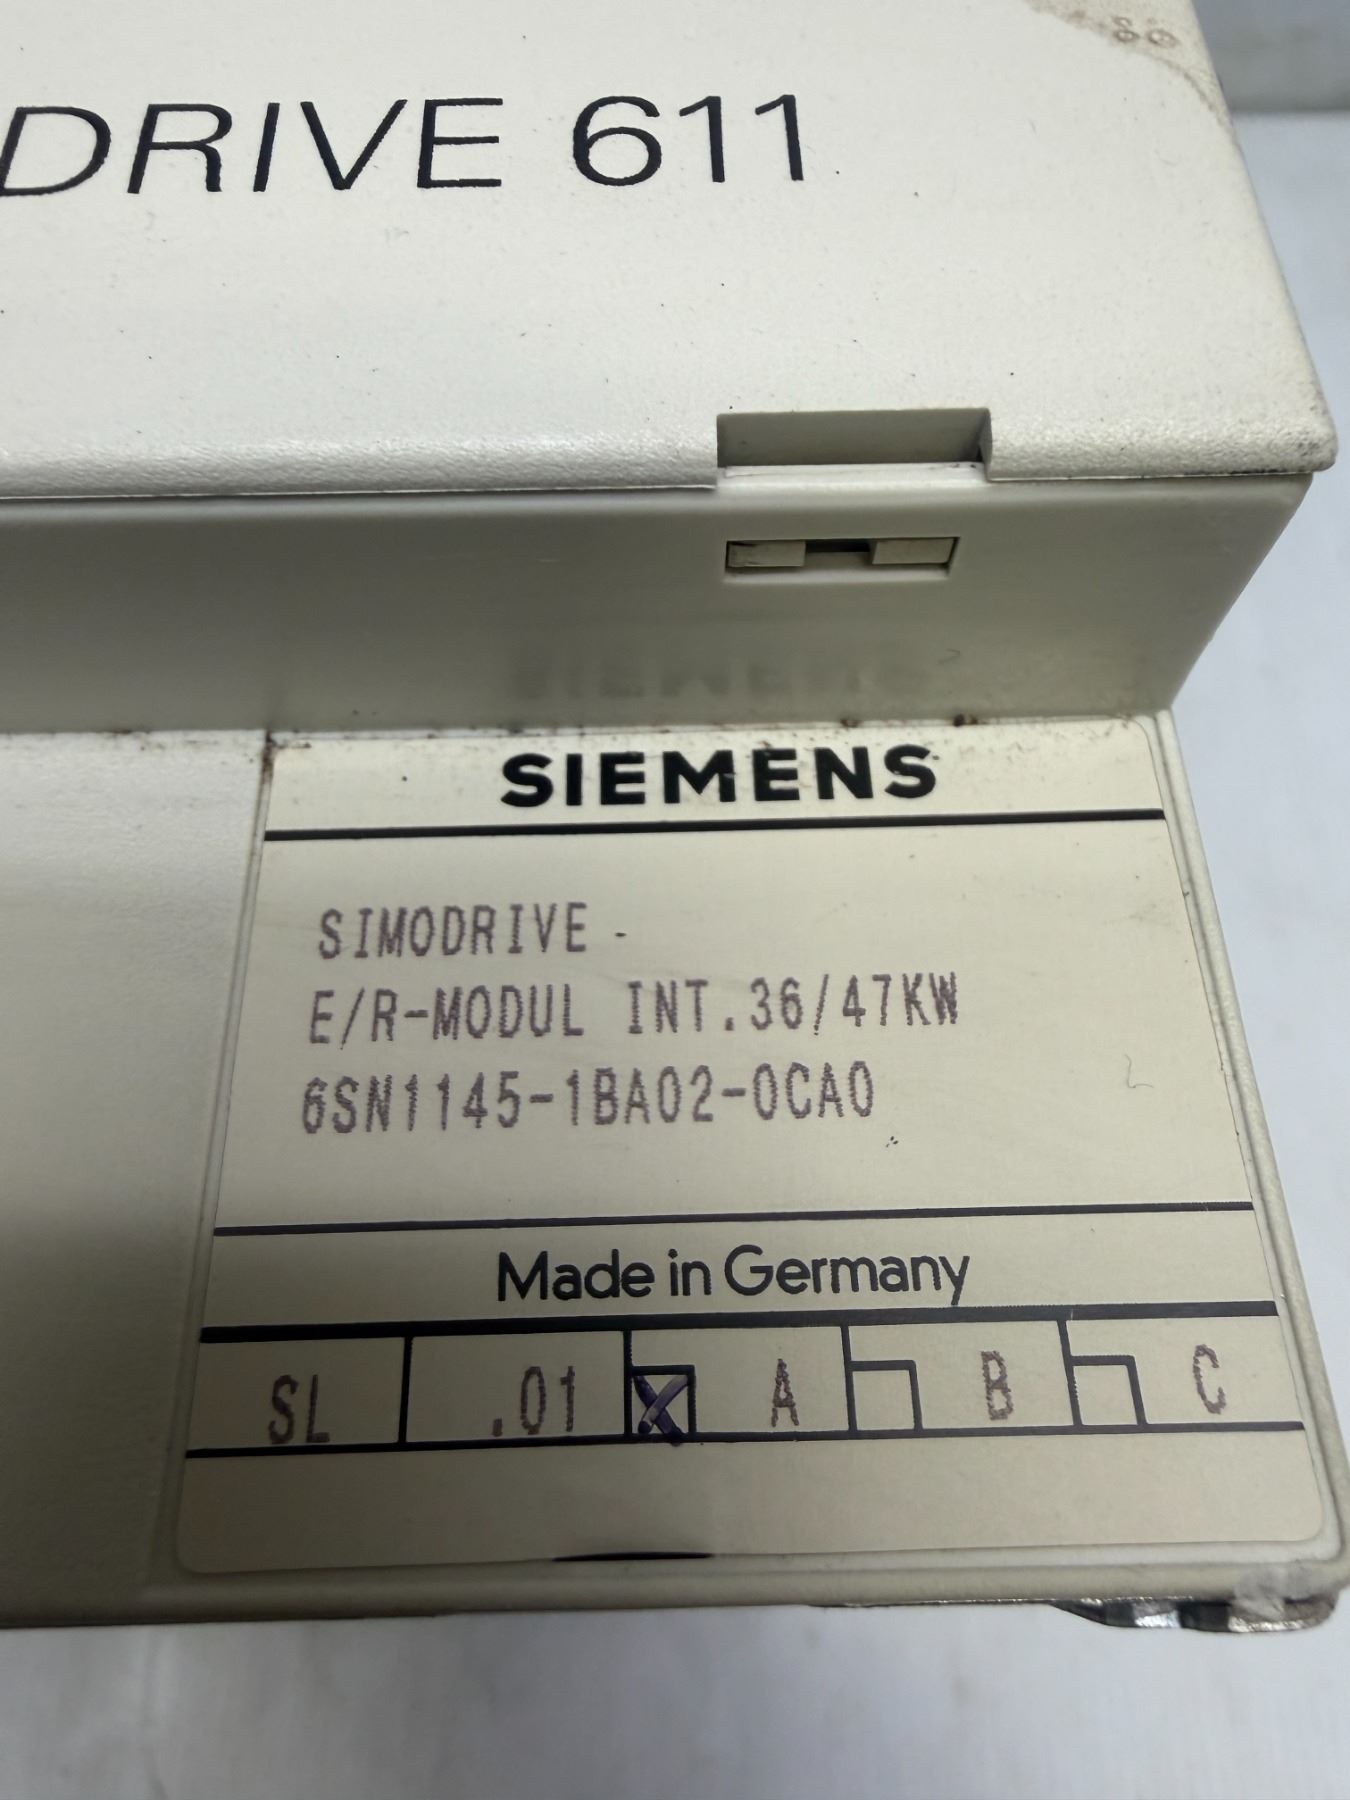 DRIVE 611
SIEMENS
SIMODRIVE
E/R-MODUL INT.36/47KW
6SN1145-1BA02-0CA0
Made in Germany
SL .01 X A B C